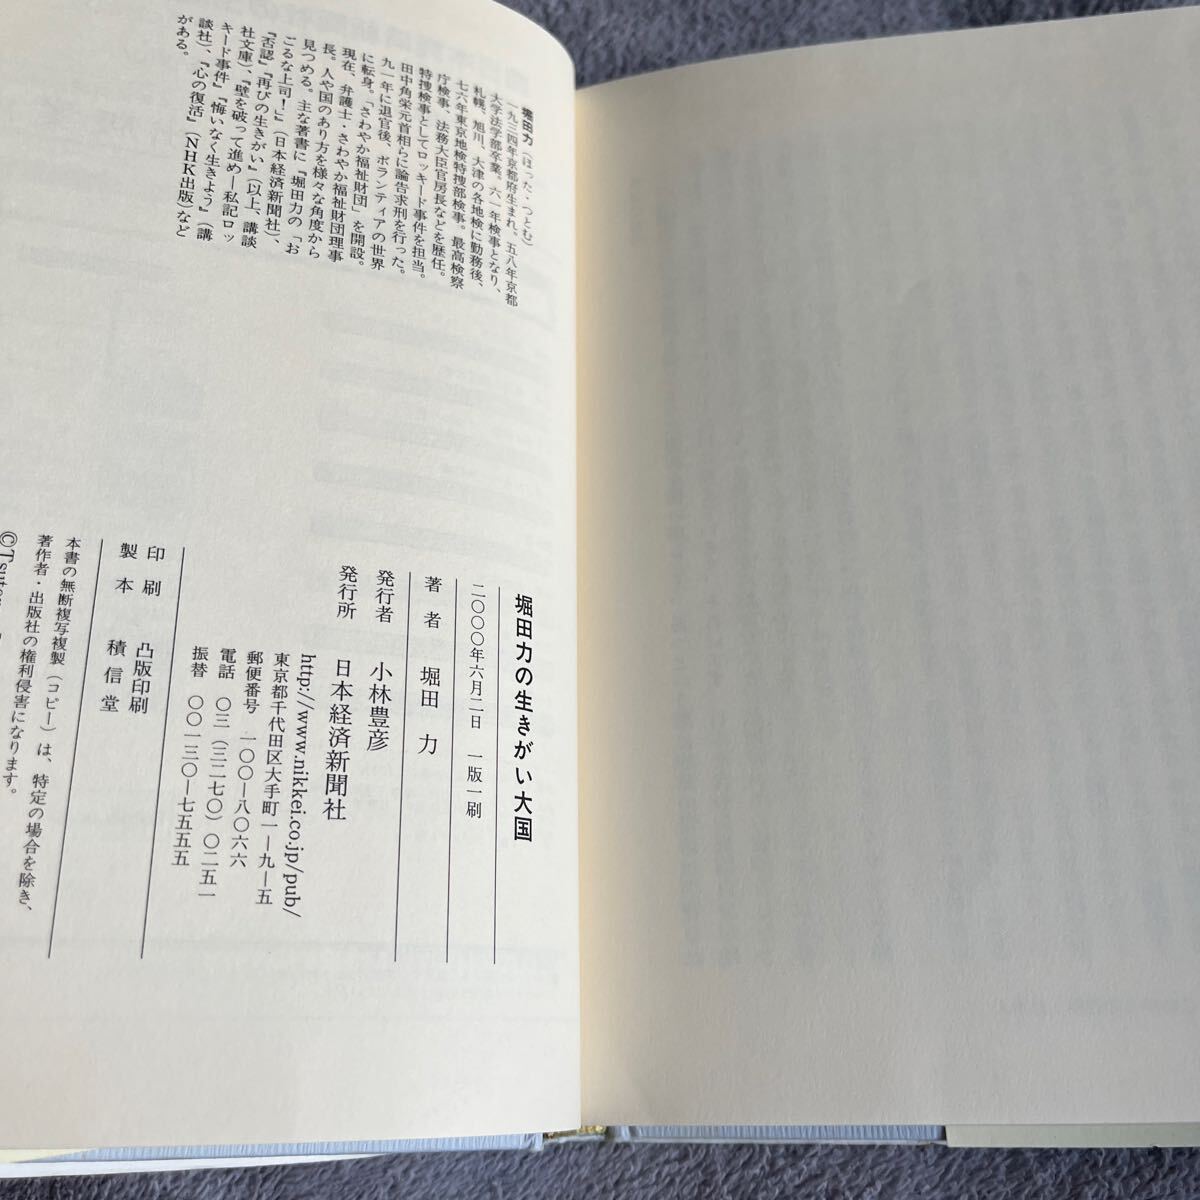 堀田力(ほった・つとむ)
一九三四年京都府生まれ。五八年京都
大学法学部卒業。六一年検事となり、
札幌、旭川、大津の各地検に勤務後、
七六年東京地検特捜部検事。最高検察
庁検事、法務大臣官房長などを歴任。
特捜検事としてロッキード事件を担当。
田中角栄元首相らに論告求刑を行った。
九一年に退官後、ボランティアの世界
に転身。「さわやか福祉財団」を開設。
現在、弁護士・さわやか福祉財団理事
長。人や国のあり方を様々な角度から
見つめる。主な著書に『堀田力の「お
こるな上司!」』(日本経済新聞社)、
『否認』『再びの生きがい』(以上、講談
社文庫)、『壁を破って進め―私記ロッ
キード事件』『悔いなく生きよう』(講
談社)、『心の復活』(NHK出版)など
がある。
堀田力の生きがい大国
二〇〇〇年六月二日 一版一刷
著者 堀田 力
発行者 小林豊彦
発行所 日本経済新聞社
http://www.nikkei.co.jp/pub/
東京都千代田区大手町一―九―五
郵便番号 一〇〇―八〇六六
電話 〇三(三二七〇)〇二五一
振替 〇〇一三〇―七―五五五
印刷 凸版印刷
製本 積信堂
本書の無断複写複製(コピー)は、特定の場合を除き、
著作者・出版社の権利侵害になります。